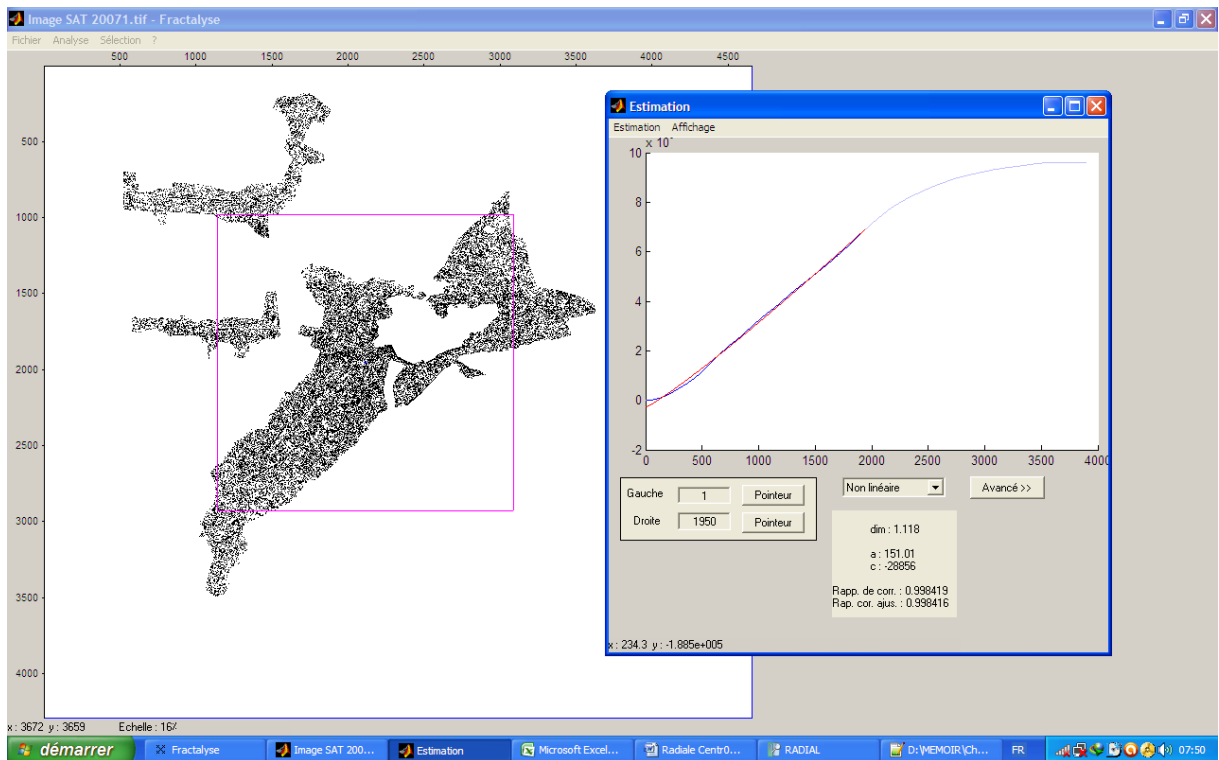 Image SAT 20071.tif - Fractalyse
Fichier Analyse Sélection ?
500 1000 1500 2000 2500 3000 3500 4000 4500
500
1000
1500
2000
2500
3000
3500
4000
x : 3672 y : 3659 Echelle : 16%
Estimation
Estimation Affichage
x 10
10
8
6
4
2
0
-2
0 500 1000 1500 2000 2500 3000 3500 4000
Gauche 1 Pointeur
Droite 1950 Pointeur
Non linéaire Avancé >>
dim : 1.118
a : 151.01
c : -28856
Rapp. de corr. : 0.998419
Rap. cor. ajus. : 0.998416
x : 234.3 y : -1.885e+005
démarrer Fractalyse Image SAT 200... Estimation Microsoft Excel... Radiale Centr0... RADIAL D:\MEMOIR\Ch... FR 07:50